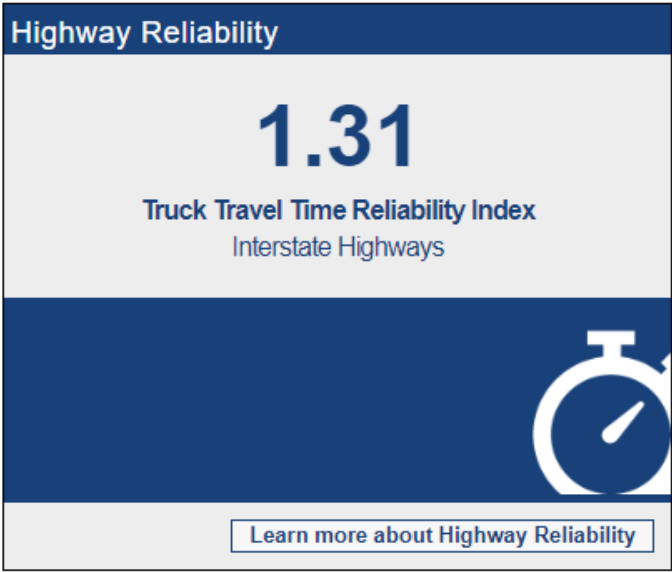 Highway Reliability
1.31
Truck Travel Time Reliability Index
Interstate Highways
Learn more about Highway Reliability